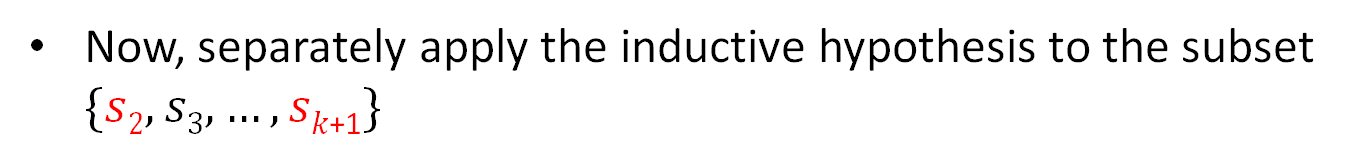 • Now, separately apply the inductive hypothesis to the subset
{s₂, s₃, … , sₖ₊₁}